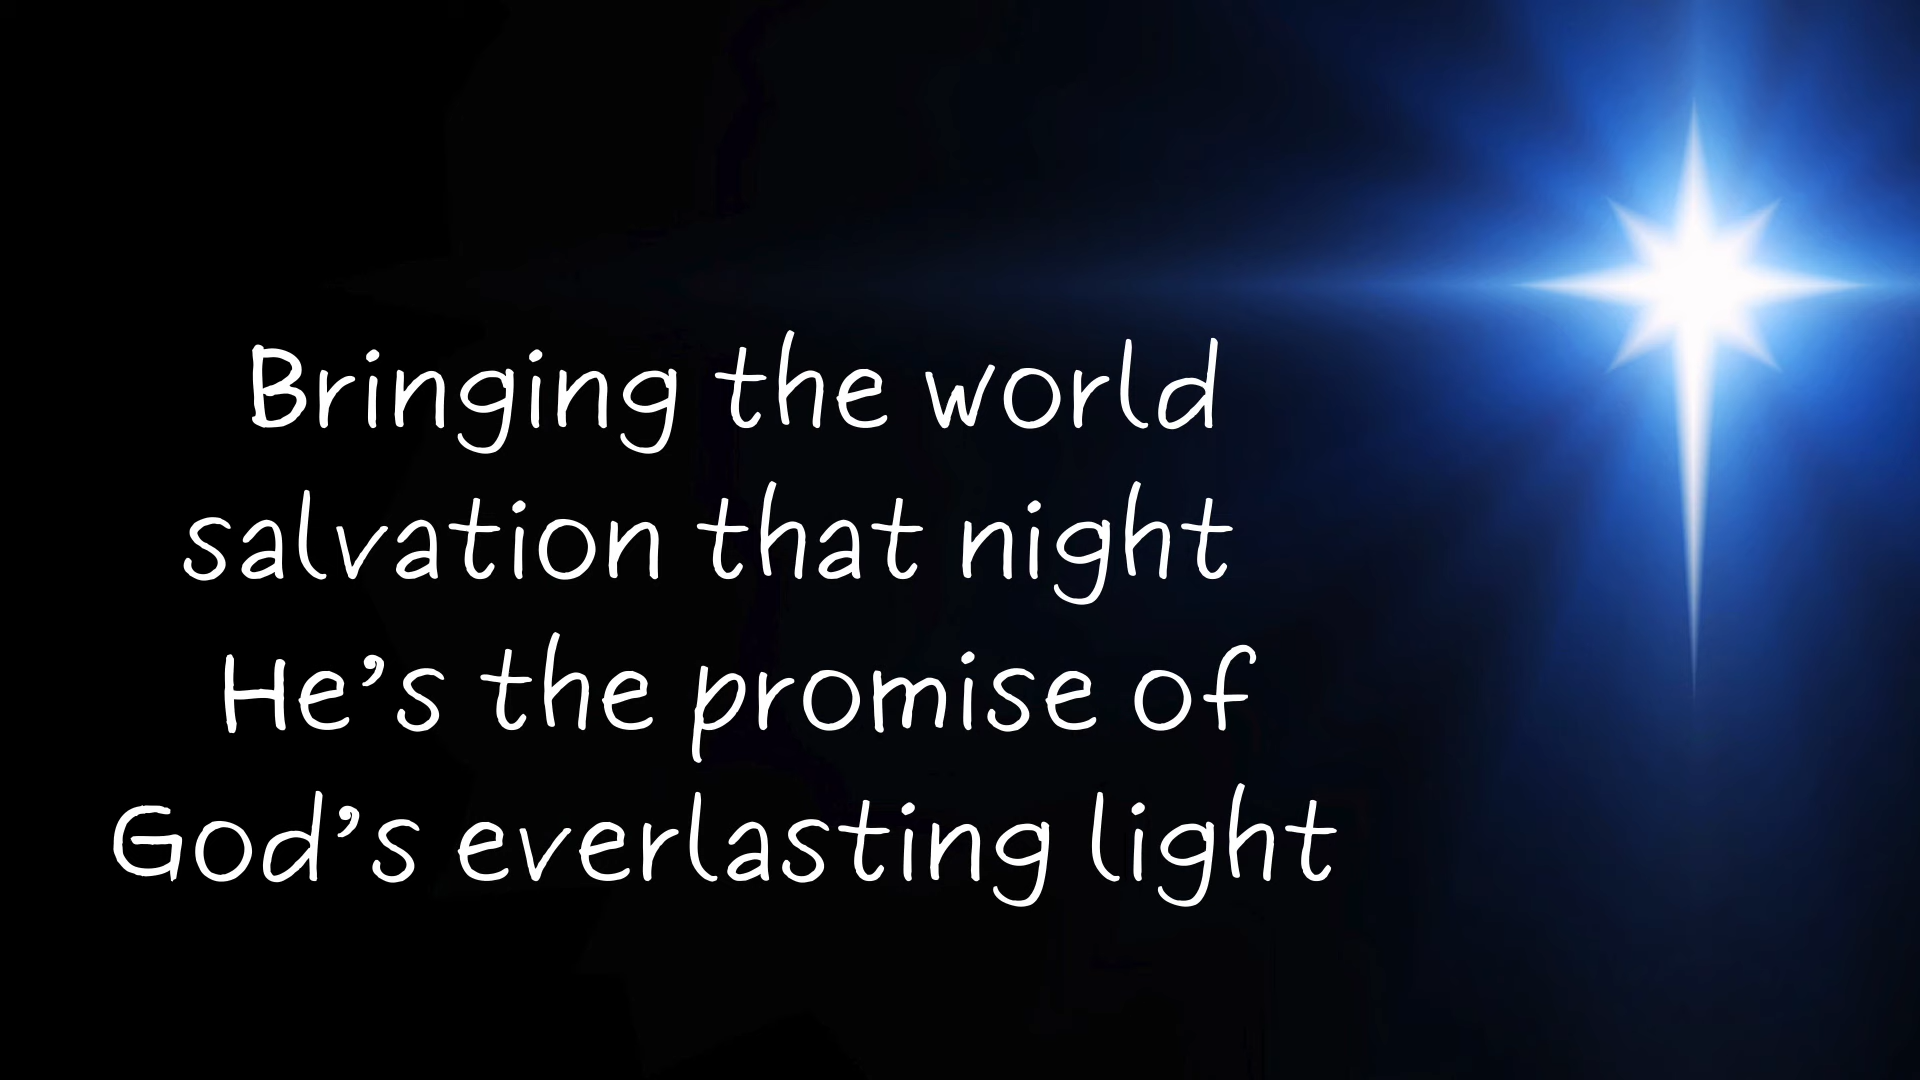 Bringing the world
salvation that night
He’s the promise of
God’s everlasting light